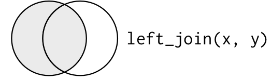 left_join(x, y)